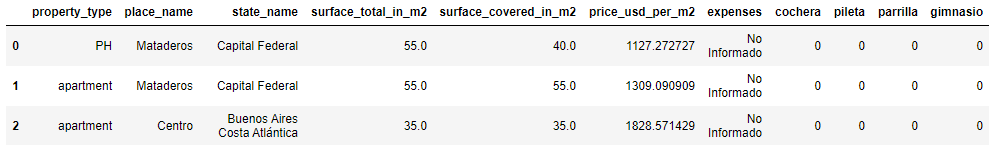 property_type place_name state_name surface_total_in_m2 surface_covered_in_m2 price_usd_per_m2 expenses cochera pileta parrilla gimnasio
0 PH Mataderos Capital Federal 55.0 40.0 1127.272727 No Informado 0 0 0 0
1 apartment Mataderos Capital Federal 55.0 55.0 1309.090909 No Informado 0 0 0 0
2 apartment Centro Buenos Aires Costa Atlántica 35.0 35.0 1828.571429 No Informado 0 0 0 0